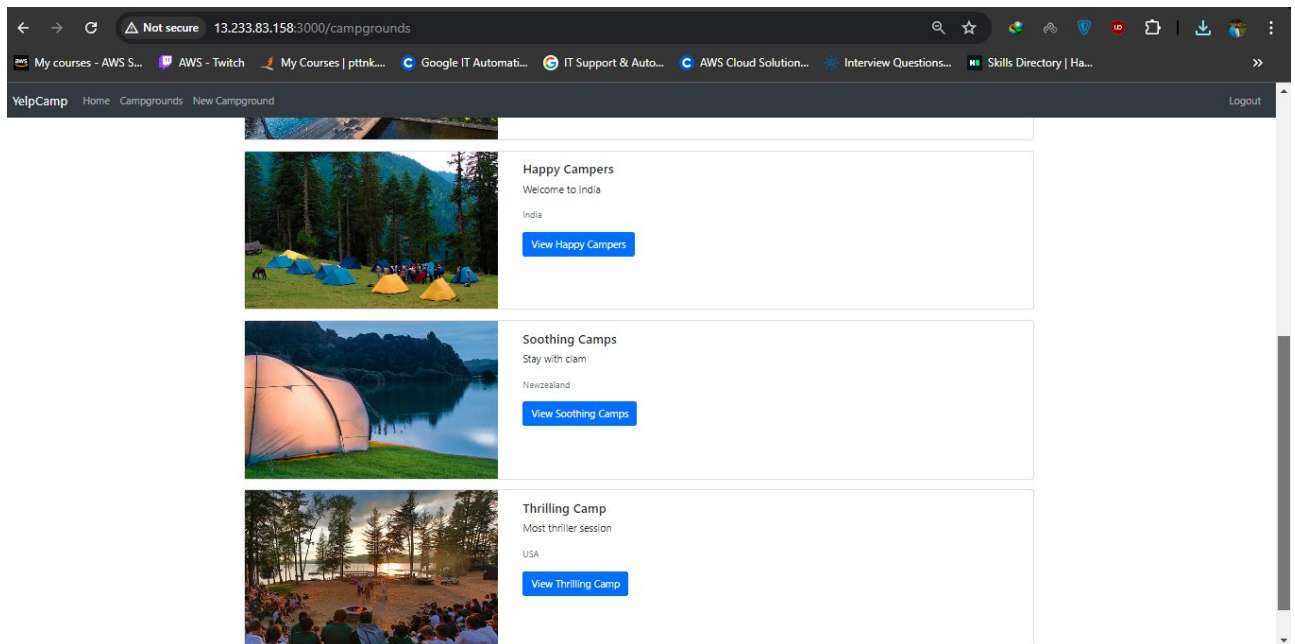 Not secure 13.233.83.158:3000/campgrounds
aws My courses - AWS S... AWS - Twitch My Courses | pttnk.... C Google IT Automati... G IT Support & Auto... C AWS Cloud Solution... Interview Questions... Skills Directory | Ha... »
YelpCamp Home Campgrounds New Campground Logout
Happy Campers
Welcome to India
India
View Happy Campers
Soothing Camps
Stay with clam
Newzealand
View Soothing Camps
Thrilling Camp
Most thriller session
USA
View Thrilling Camp